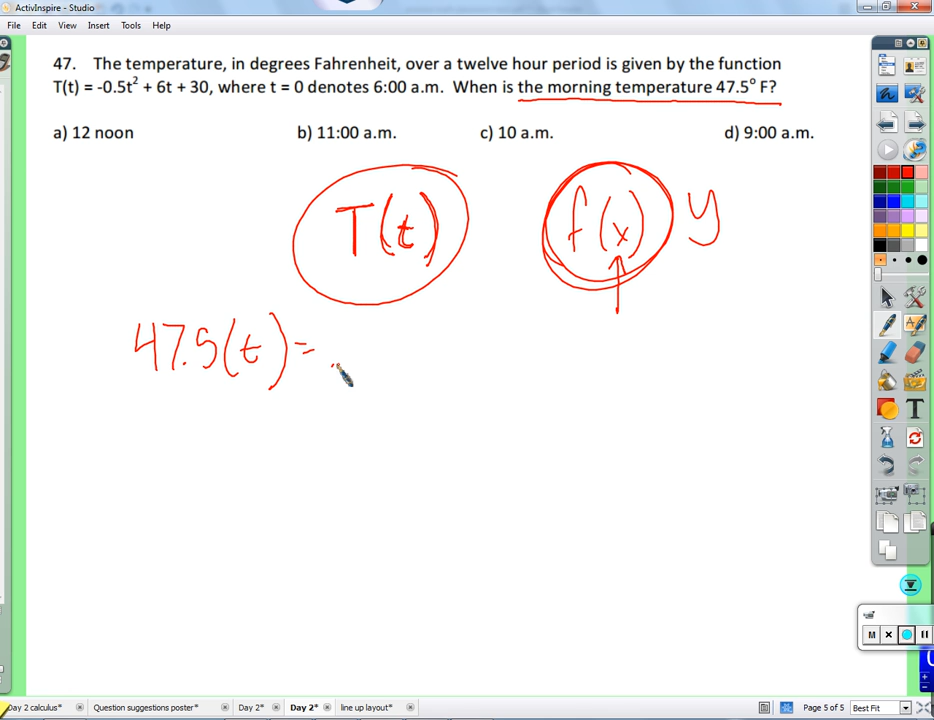 ActivInspire - Studio
File Edit View Insert Tools Help
47. The temperature, in degrees Fahrenheit, over a twelve hour period is given by the function
T(t) = -0.5t² + 6t + 30, where t = 0 denotes 6:00 a.m. When is the morning temperature 47.5° F?
a) 12 noon b) 11:00 a.m. c) 10 a.m. d) 9:00 a.m.
T(t) f(x) y
47.5(t) =
M
Day 2 calculus* Question suggestions poster* Day 2* Day 2* line up layout* Page 5 of 5 Best Fit